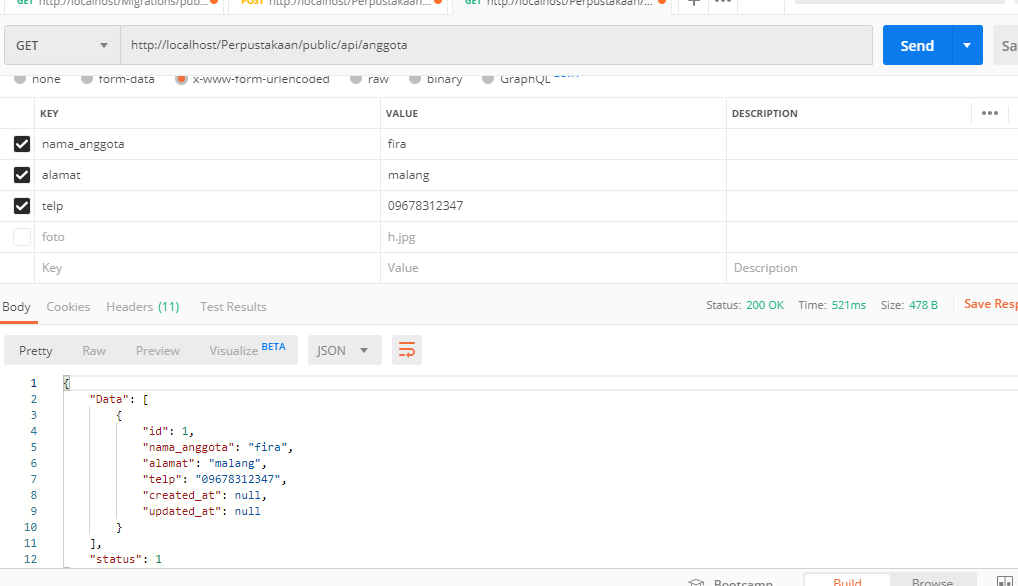 GET http://localhost/Migrations/pub... POST http://localhost/Perpustakaan... GET http://localhost/Perpustakaan/... + •••
GET http://localhost/Perpustakaan/public/api/anggota Send Sa
none form-data x-www-form-urlencoded raw binary GraphQL BETA
KEY VALUE DESCRIPTION •••
nama_anggota fira
alamat malang
telp 09678312347
foto h.jpg
Key Value Description
Body Cookies Headers (11) Test Results Status: 200 OK Time: 521ms Size: 478 B Save Resp
Pretty Raw Preview Visualize BETA JSON
1 {
2 "Data": [
3 {
4 "id": 1,
5 "nama_anggota": "fira",
6 "alamat": "malang",
7 "telp": "09678312347",
8 "created_at": null,
9 "updated_at": null
10 }
11 ],
12 "status": 1
Bootcamp Build Browse